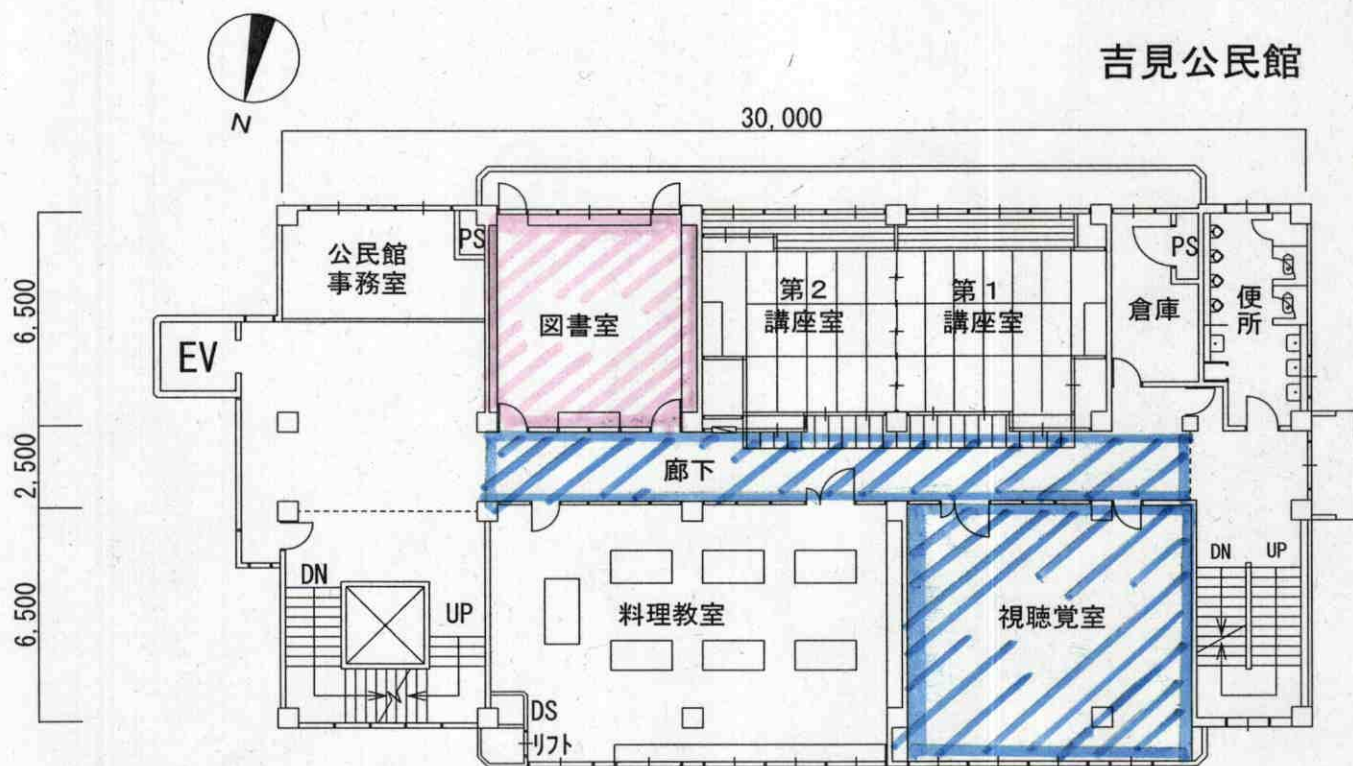 吉見公民館
N
30,000
6,500
2,500
6,500
公民館
事務室
PS
図書室
第2
講座室
第1
講座室
倉庫
PS
便所
EV
廊下
DN
UP
料理教室
視聴覚室
DN
UP
DS
リフト